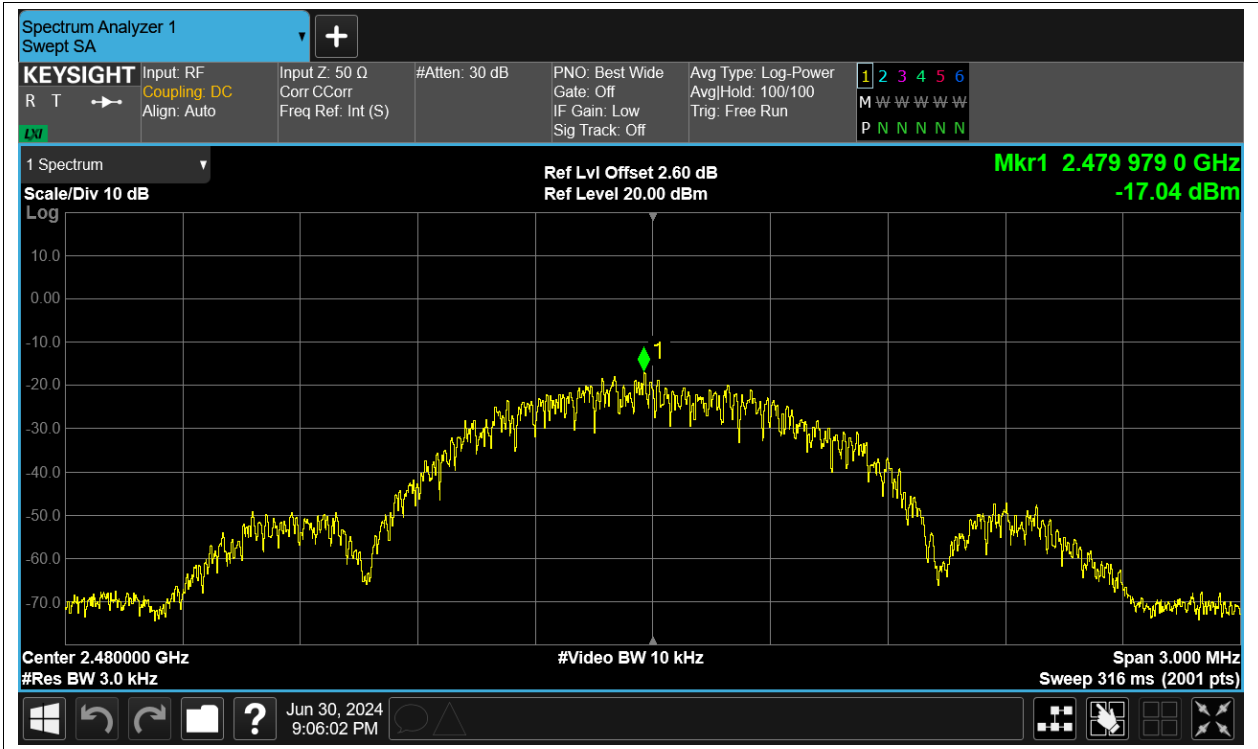 Spectrum Analyzer 1
Swept SA
KEYSIGHT
R T
LXI
Input: RF
Coupling: DC
Align: Auto
Input Z: 50 Ω
Corr CCorr
Freq Ref: Int (S)
#Atten: 30 dB
PNO: Best Wide
Gate: Off
IF Gain: Low
Sig Track: Off
Avg Type: Log-Power
Avg|Hold: 100/100
Trig: Free Run
1 2 3 4 5 6
M W W W W W
P N N N N N
1 Spectrum
Scale/Div 10 dB
Ref Lvl Offset 2.60 dB
Ref Level 20.00 dBm
Mkr1 2.479 979 0 GHz
-17.04 dBm
Log
10.0
0.00
-10.0
1
-20.0
-30.0
-40.0
-50.0
-60.0
-70.0
Center 2.480000 GHz
#Video BW 10 kHz
Span 3.000 MHz
#Res BW 3.0 kHz
Sweep 316 ms (2001 pts)
?
Jun 30, 2024
9:06:02 PM